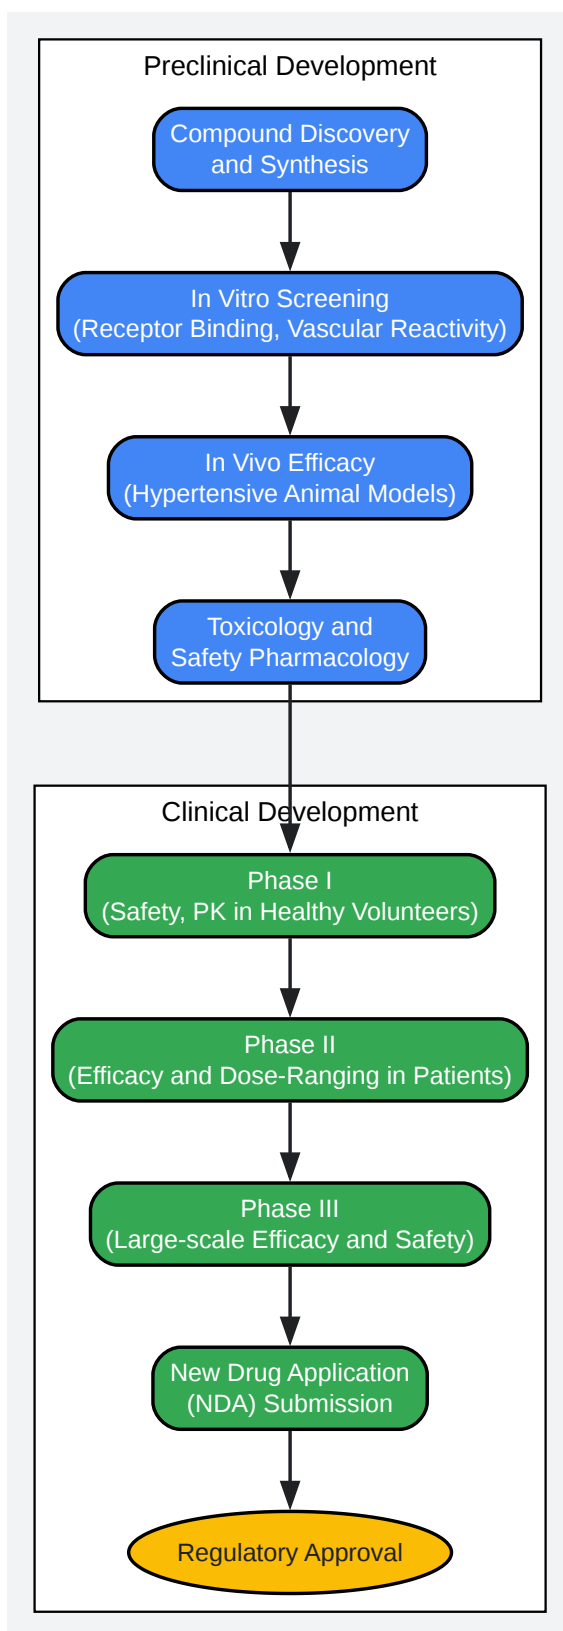 Preclinical Development
Compound Discovery
and Synthesis
In Vitro Screening
(Receptor Binding, Vascular Reactivity)
In Vivo Efficacy
(Hypertensive Animal Models)
Toxicology and
Safety Pharmacology
Clinical Development
Phase I
(Safety, PK in Healthy Volunteers)
Phase II
(Efficacy and Dose-Ranging in Patients)
Phase III
(Large-scale Efficacy and Safety)
New Drug Application
(NDA) Submission
Regulatory Approval